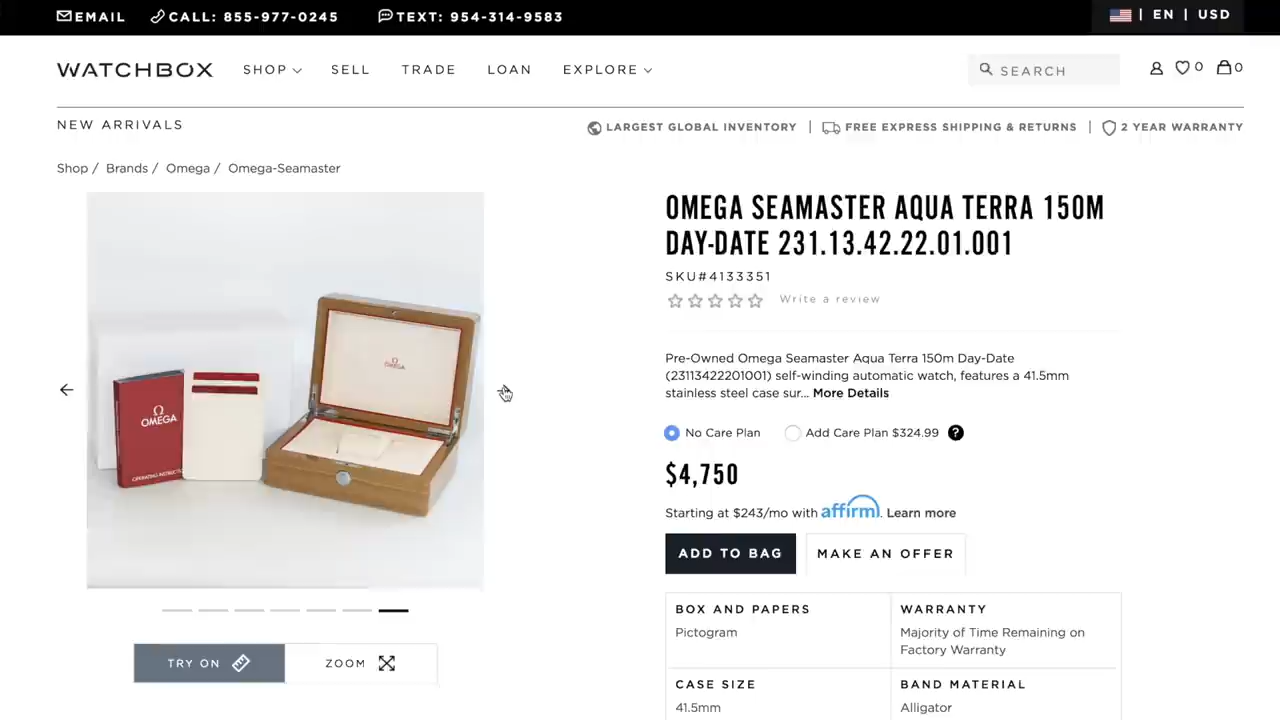 EMAIL
CALL: 855-977-0245
TEXT: 954-314-9583
| EN | USD
WATCHBOX
SHOP
SELL
TRADE
LOAN
EXPLORE
SEARCH
0
0
NEW ARRIVALS
LARGEST GLOBAL INVENTORY | FREE EXPRESS SHIPPING & RETURNS | 2 YEAR WARRANTY
Shop / Brands / Omega / Omega-Seamaster
OMEGA SEAMASTER AQUA TERRA 150M
DAY-DATE 231.13.42.22.01.001
SKU#4133351
Write a review
Pre-Owned Omega Seamaster Aqua Terra 150m Day-Date
(23113422201001) self-winding automatic watch, features a 41.5mm
stainless steel case sur... More Details
No Care Plan
Add Care Plan $324.99 ?
$4,750
Starting at $243/mo with affirm. Learn more
ADD TO BAG
MAKE AN OFFER
BOX AND PAPERS
Pictogram
WARRANTY
Majority of Time Remaining on
Factory Warranty
CASE SIZE
41.5mm
BAND MATERIAL
Alligator
OMEGA
OMEGA
TRY ON
ZOOM